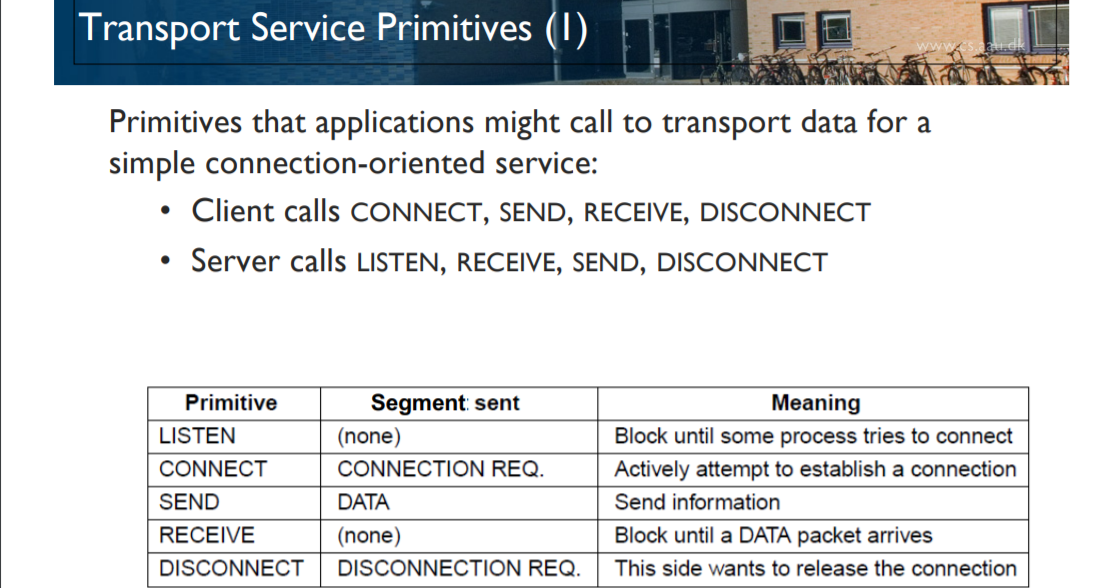 Transport Service Primitives (1)
www.cs.aau.dk
Primitives that applications might call to transport data for a
simple connection-oriented service:
• Client calls CONNECT, SEND, RECEIVE, DISCONNECT
• Server calls LISTEN, RECEIVE, SEND, DISCONNECT
Primitive Segment sent Meaning
LISTEN (none) Block until some process tries to connect
CONNECT CONNECTION REQ. Actively attempt to establish a connection
SEND DATA Send information
RECEIVE (none) Block until a DATA packet arrives
DISCONNECT DISCONNECTION REQ. This side wants to release the connection